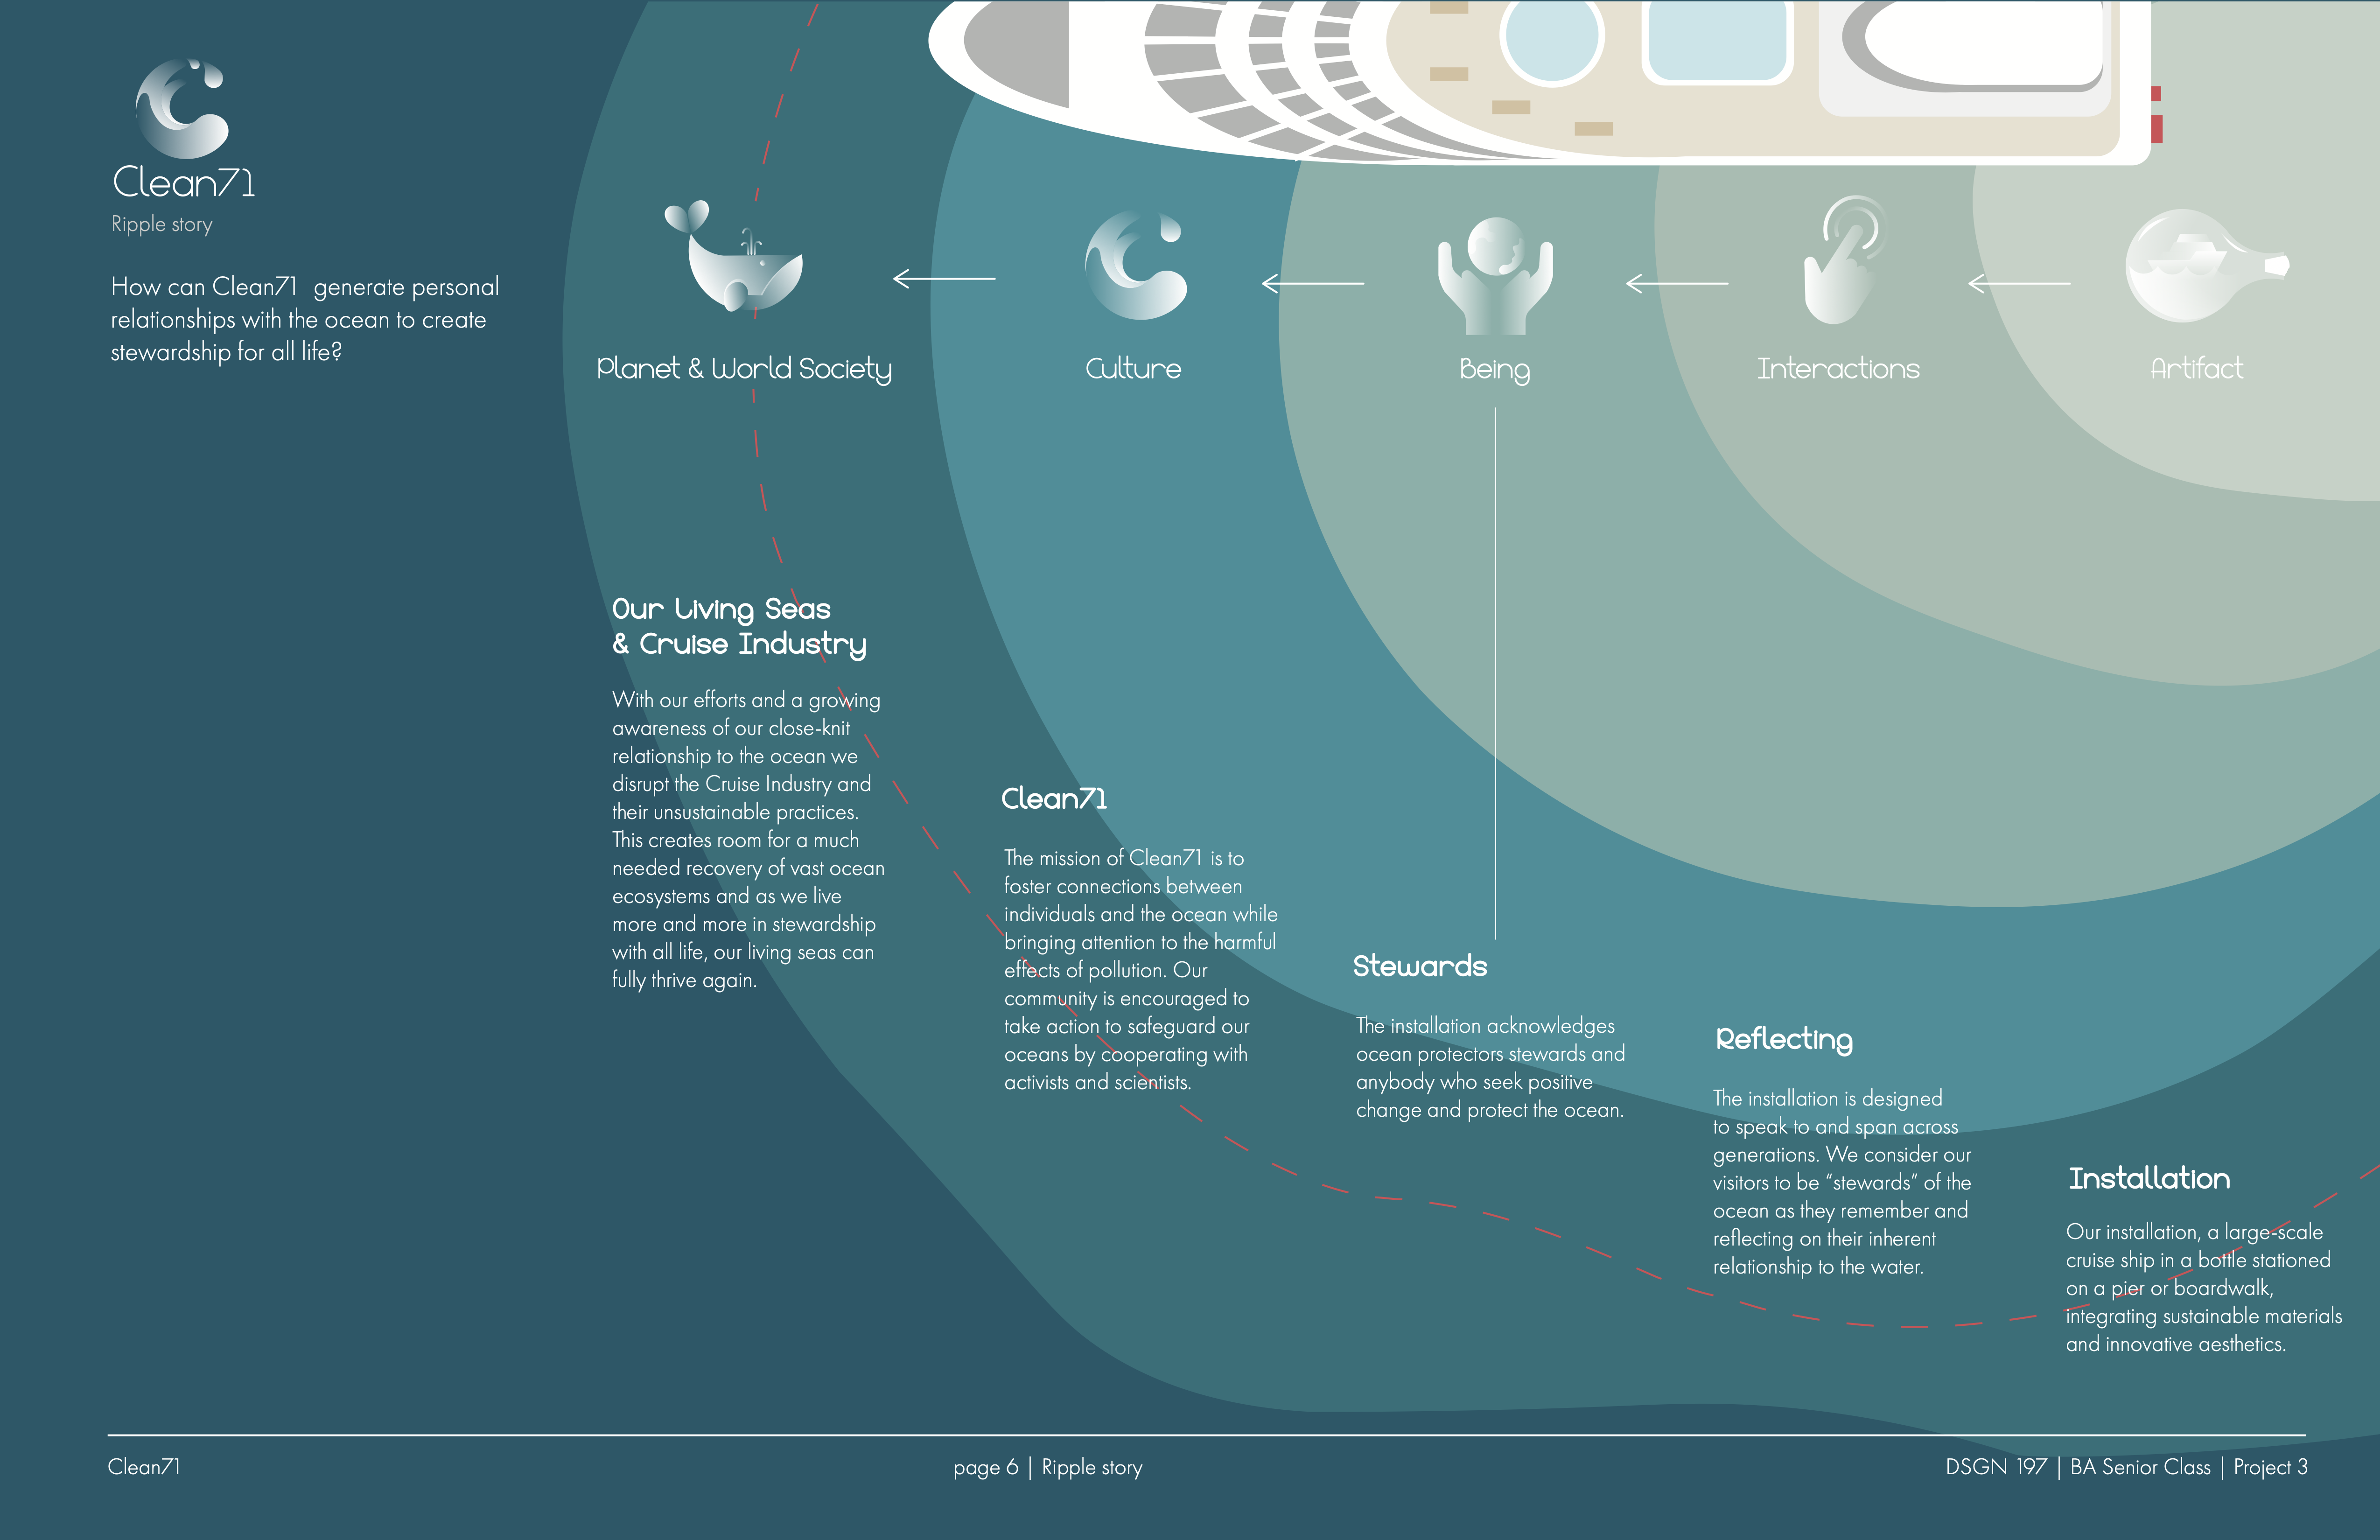 Clean71
Ripple story
How can Clean71 generate personal
relationships with the ocean to create
stewardship for all life?
Planet & World Society
Culture
Being
Interactions
Artifact
Our Living Seas
& Cruise Industry
With our efforts and a growing
awareness of our close-knit
relationship to the ocean we
disrupt the Cruise Industry and
their unsustainable practices.
This creates room for a much
needed recovery of vast ocean
ecosystems and as we live
more and more in stewardship
with all life, our living seas can
fully thrive again.
Clean71
The mission of Clean71 is to
foster connections between
individuals and the ocean while
bringing attention to the harmful
effects of pollution. Our
community is encouraged to
take action to safeguard our
oceans by cooperating with
activists and scientists.
Stewards
The installation acknowledges
ocean protectors stewards and
anybody who seek positive
change and protect the ocean.
Reflecting
The installation is designed
to speak to and span across
generations. We consider our
visitors to be “stewards” of the
ocean as they remember and
reflecting on their inherent
relationship to the water.
Installation
Our installation, a large-scale
cruise ship in a bottle stationed
on a pier or boardwalk,
integrating sustainable materials
and innovative aesthetics.
Clean71
page 6 | Ripple story
DSGN 197 | BA Senior Class | Project 3